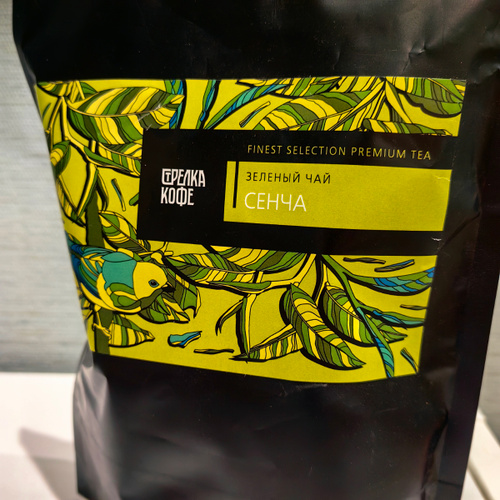 FINEST SELECTION PREMIUM TEA
СТРЕЛКА
КОФЕ
ЗЕЛЕНЫЙ ЧАЙ
СЕНЧА